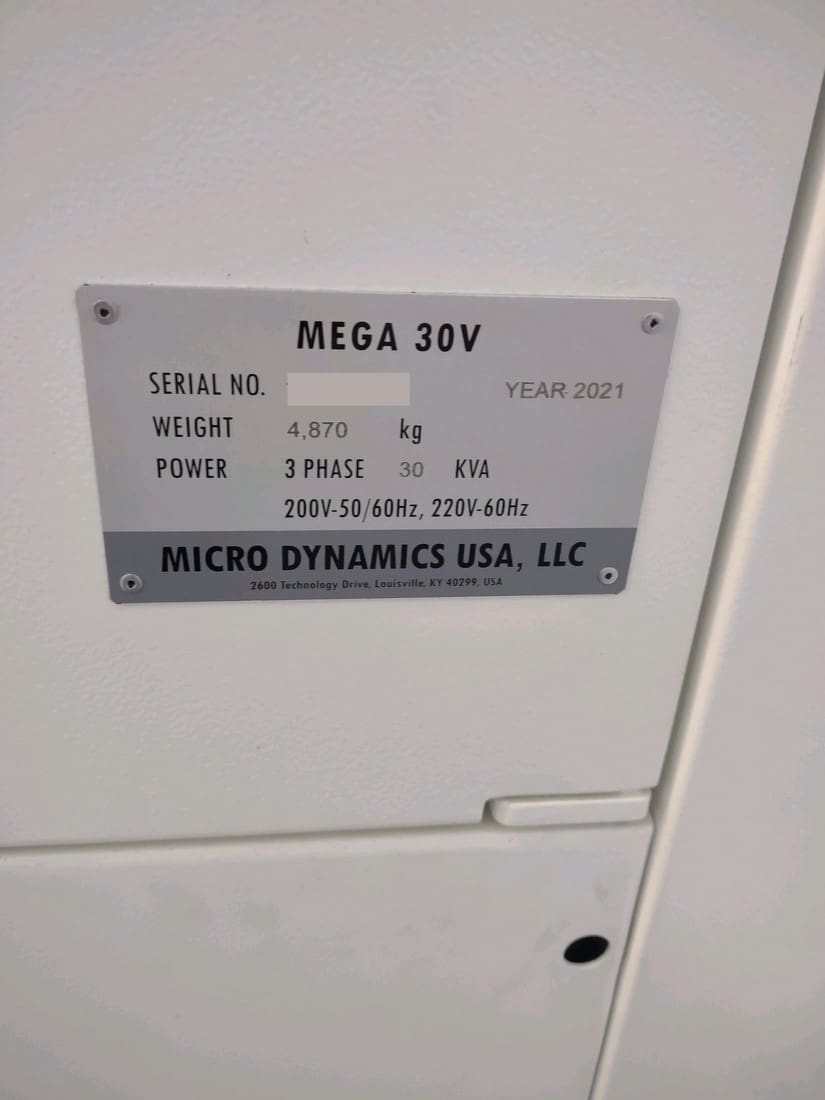 MEGA 30V
SERIAL NO. YEAR 2021
WEIGHT 4,870 kg
POWER 3 PHASE 30 KVA
200V-50/60Hz, 220V-60Hz
MICRO DYNAMICS USA, LLC
2600 Technology Drive, Louisville, KY 40299, USA